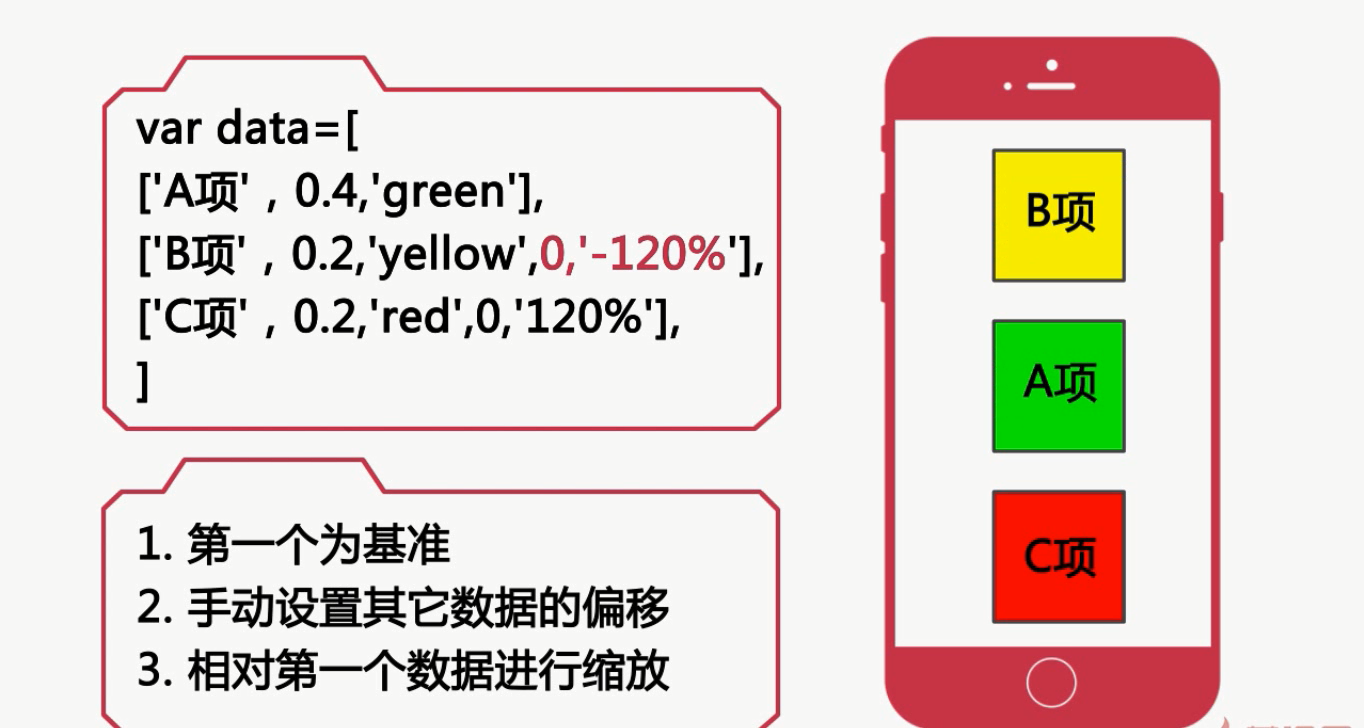 var data=[
['A项' , 0.4,'green'],
['B项' , 0.2,'yellow',0,'-120%'],
['C项' , 0.2,'red',0,'120%'],
]
1. 第一个为基准
2. 手动设置其它数据的偏移
3. 相对第一个数据进行缩放
B项
A项
C项